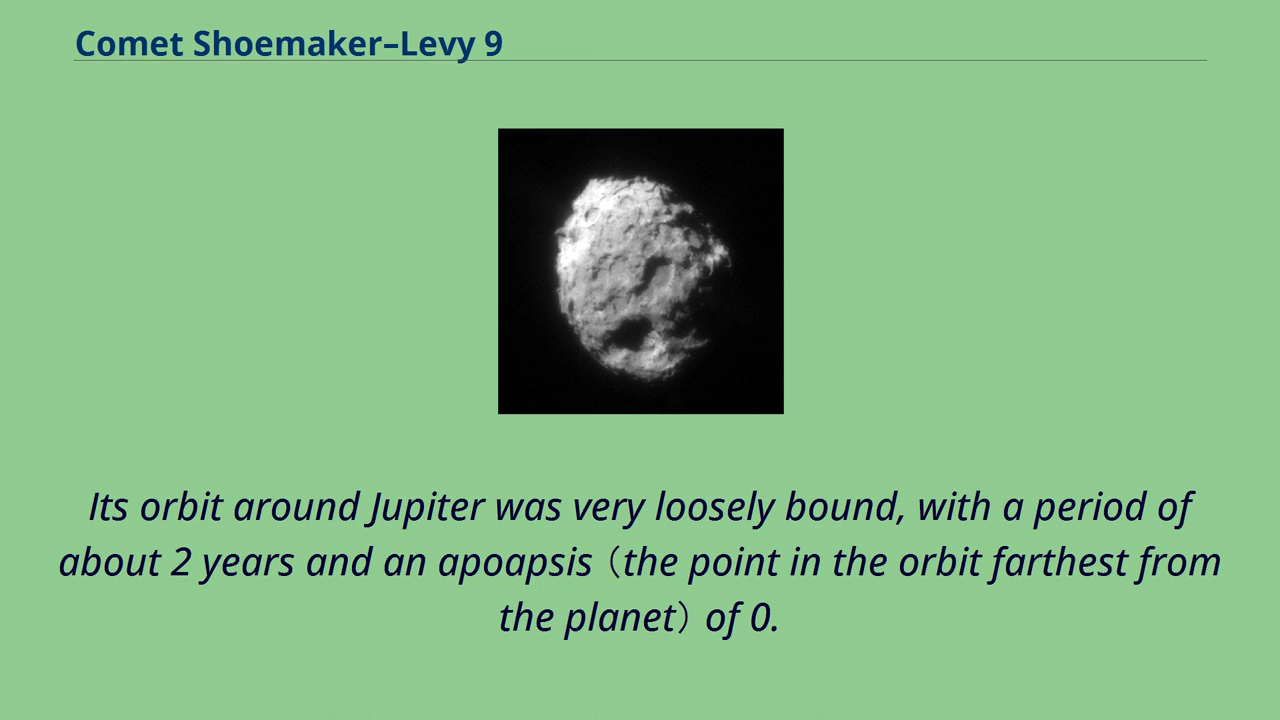 Comet Shoemaker–Levy 9
Its orbit around Jupiter was very loosely bound, with a period of
about 2 years and an apoapsis（the point in the orbit farthest from
the planet）of 0.